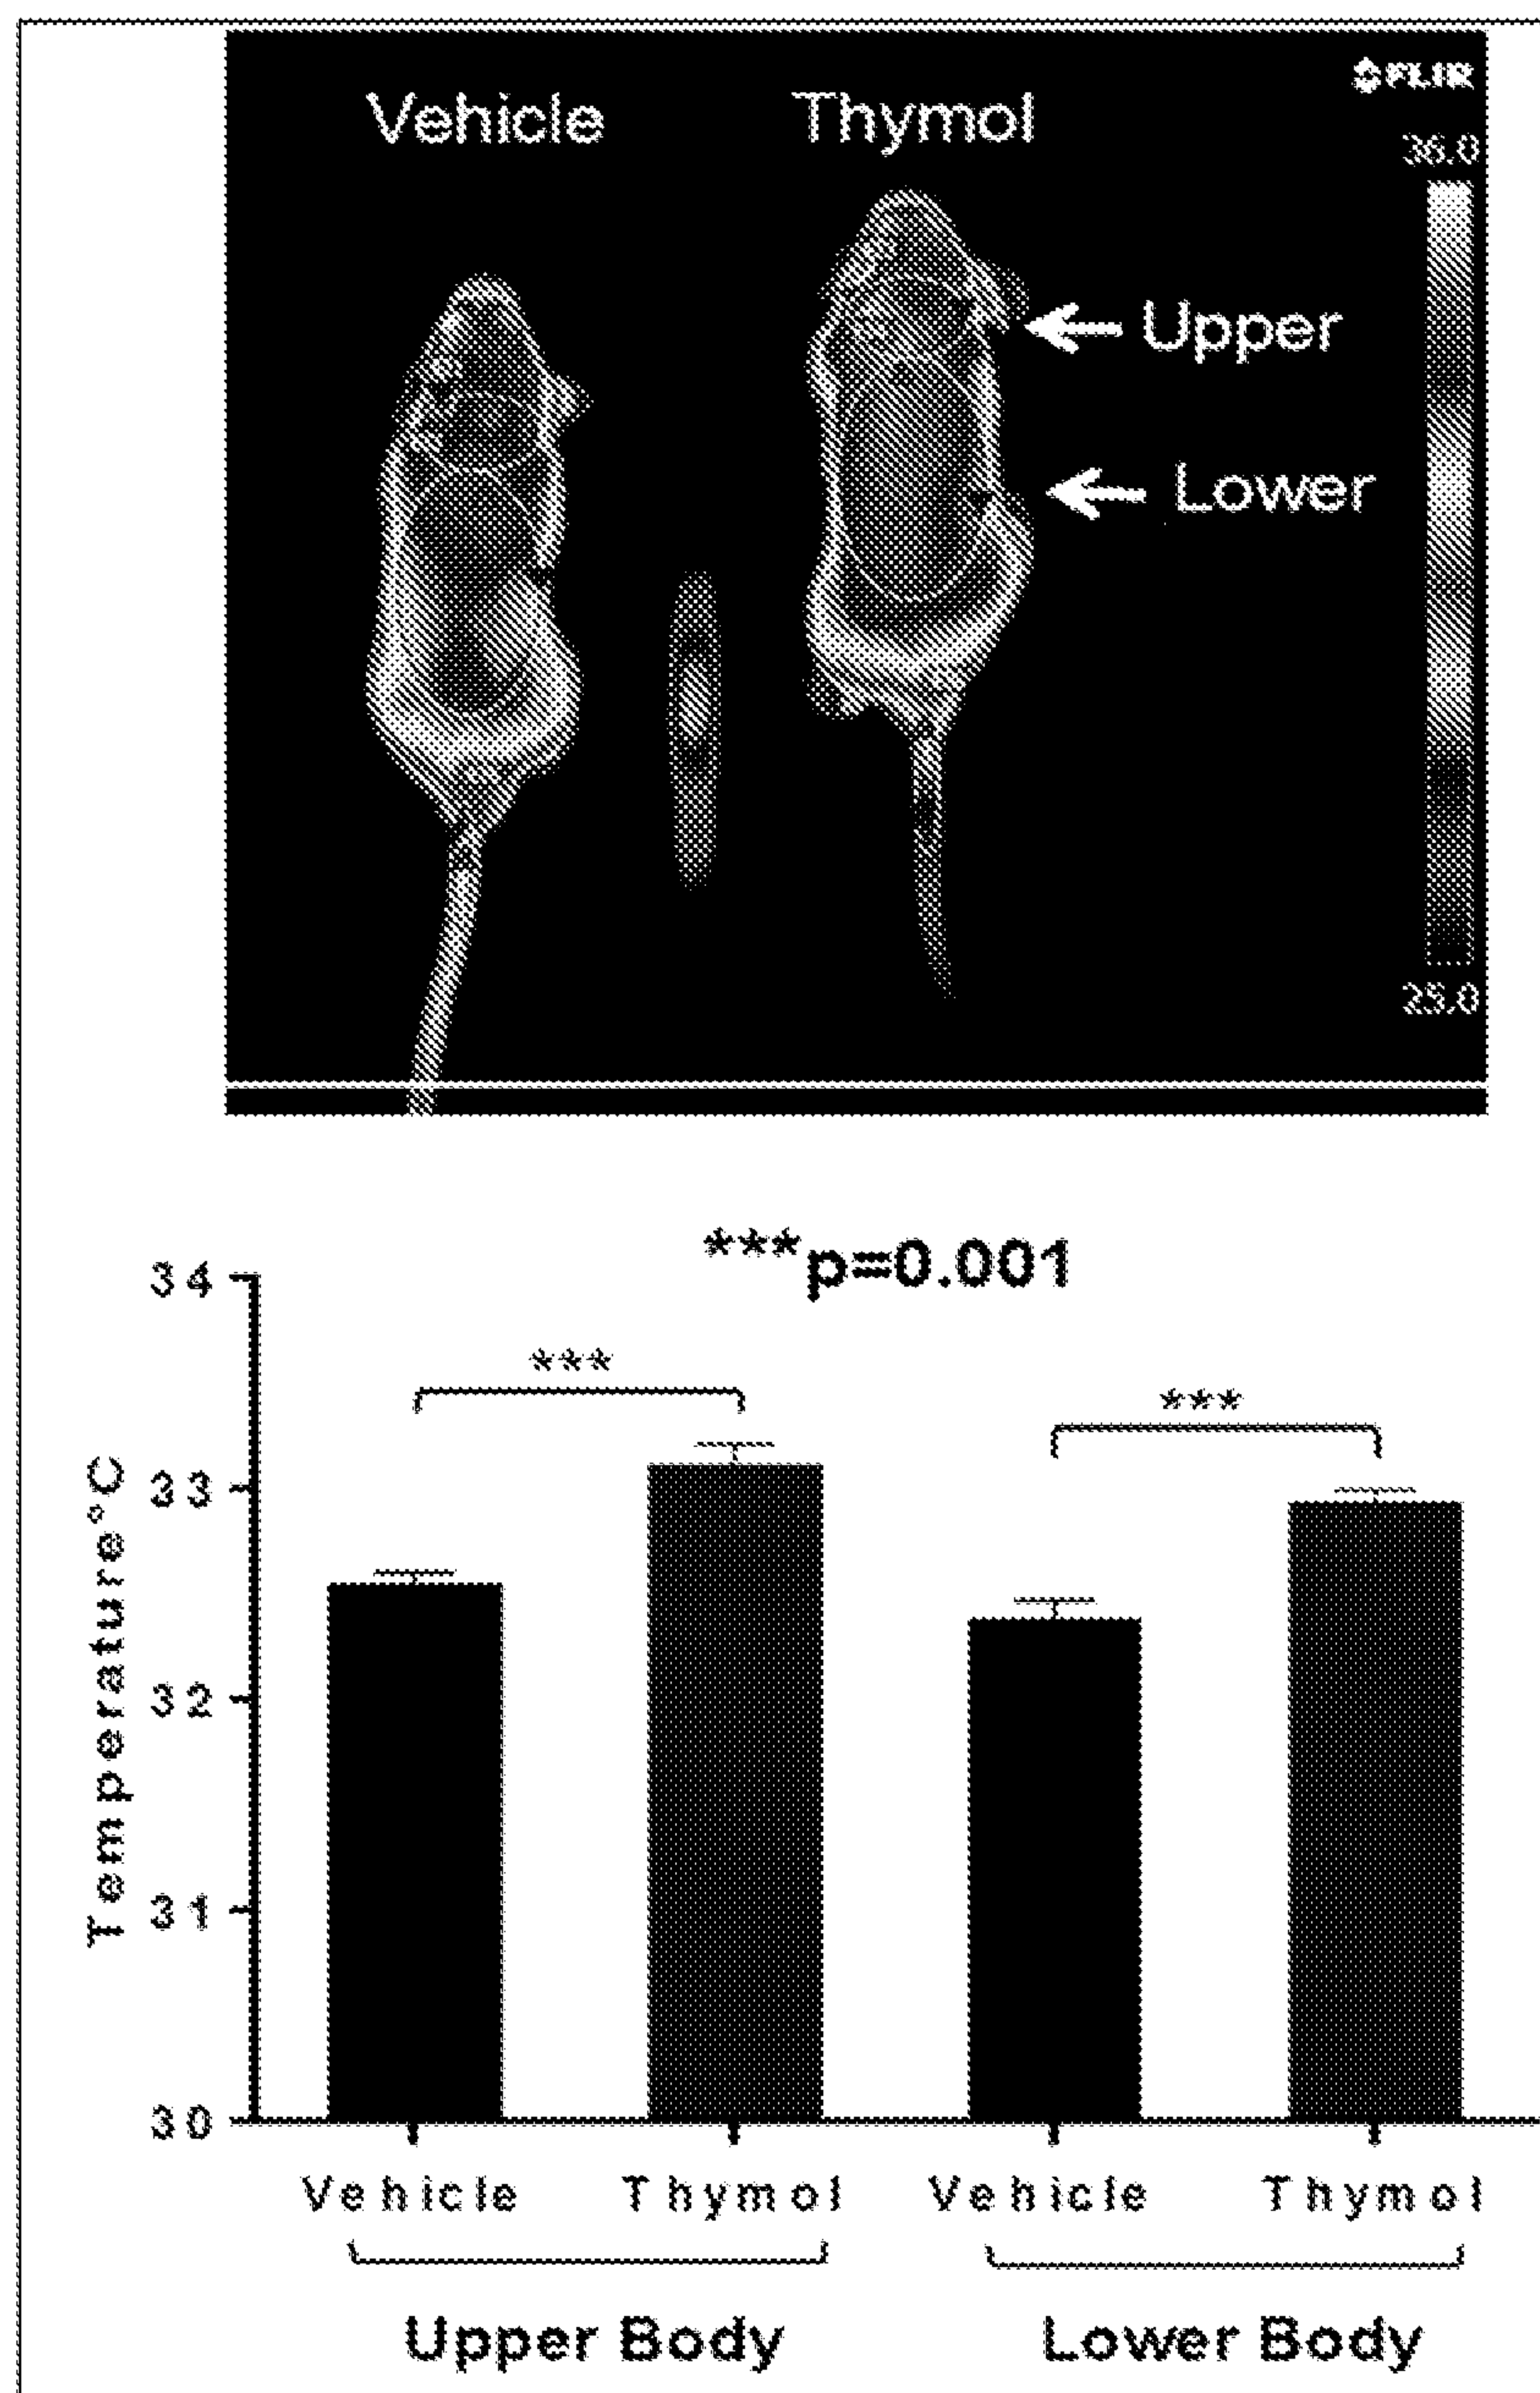 FLIR
Vehicle
Thymol
36.0
Upper
Lower
25.0
***p=0.001
34
***
***
33
32
31
30
Temperature°C
Vehicle
Thymol
Vehicle
Thymol
Upper Body
Lower Body